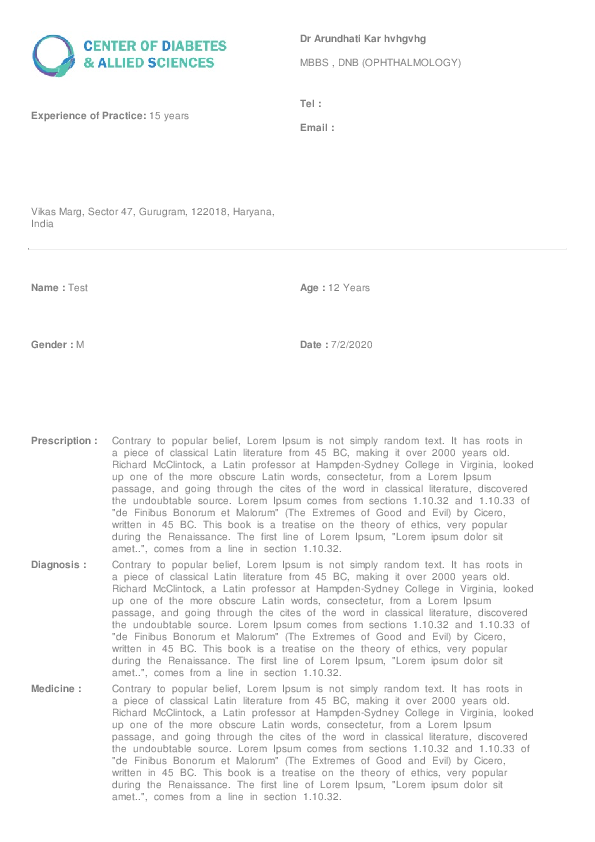 CENTER OF DIABETES
& ALLIED SCIENCES
Dr Arundhati Kar hvhgvhg
MBBS , DNB (OPHTHALMOLOGY)
Tel :
Experience of Practice: 15 years
Email :
Vikas Marg, Sector 47, Gurugram, 122018, Haryana,
India
Name : Test
Age : 12 Years
Gender : M
Date : 7/2/2020
Prescription : Contrary to popular belief, Lorem Ipsum is not simply random text. It has roots in
a piece of classical Latin literature from 45 BC, making it over 2000 years old.
Richard McClintock, a Latin professor at Hampden-Sydney College in Virginia, looked
up one of the more obscure Latin words, consectetur, from a Lorem Ipsum
passage, and going through the cites of the word in classical literature, discovered
the undoubtable source. Lorem Ipsum comes from sections 1.10.32 and 1.10.33 of
"de Finibus Bonorum et Malorum" (The Extremes of Good and Evil) by Cicero,
written in 45 BC. This book is a treatise on the theory of ethics, very popular
during the Renaissance. The first line of Lorem Ipsum, "Lorem ipsum dolor sit
amet..", comes from a line in section 1.10.32.
Diagnosis : Contrary to popular belief, Lorem Ipsum is not simply random text. It has roots in
a piece of classical Latin literature from 45 BC, making it over 2000 years old.
Richard McClintock, a Latin professor at Hampden-Sydney College in Virginia, looked
up one of the more obscure Latin words, consectetur, from a Lorem Ipsum
passage, and going through the cites of the word in classical literature, discovered
the undoubtable source. Lorem Ipsum comes from sections 1.10.32 and 1.10.33 of
"de Finibus Bonorum et Malorum" (The Extremes of Good and Evil) by Cicero,
written in 45 BC. This book is a treatise on the theory of ethics, very popular
during the Renaissance. The first line of Lorem Ipsum, "Lorem ipsum dolor sit
amet..", comes from a line in section 1.10.32.
Medicine : Contrary to popular belief, Lorem Ipsum is not simply random text. It has roots in
a piece of classical Latin literature from 45 BC, making it over 2000 years old.
Richard McClintock, a Latin professor at Hampden-Sydney College in Virginia, looked
up one of the more obscure Latin words, consectetur, from a Lorem Ipsum
passage, and going through the cites of the word in classical literature, discovered
the undoubtable source. Lorem Ipsum comes from sections 1.10.32 and 1.10.33 of
"de Finibus Bonorum et Malorum" (The Extremes of Good and Evil) by Cicero,
written in 45 BC. This book is a treatise on the theory of ethics, very popular
during the Renaissance. The first line of Lorem Ipsum, "Lorem ipsum dolor sit
amet..", comes from a line in section 1.10.32.